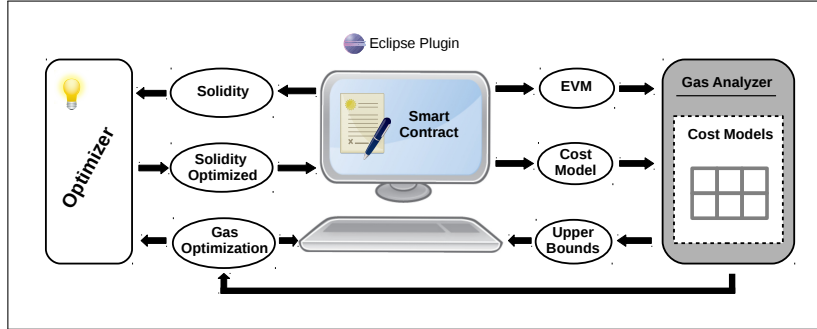 Eclipse Plugin
Optimizer
Solidity
Smart
Contract
EVM
Gas Analyzer
Cost Models
Solidity
Optimized
Cost
Model
Gas
Optimization
Upper
Bounds